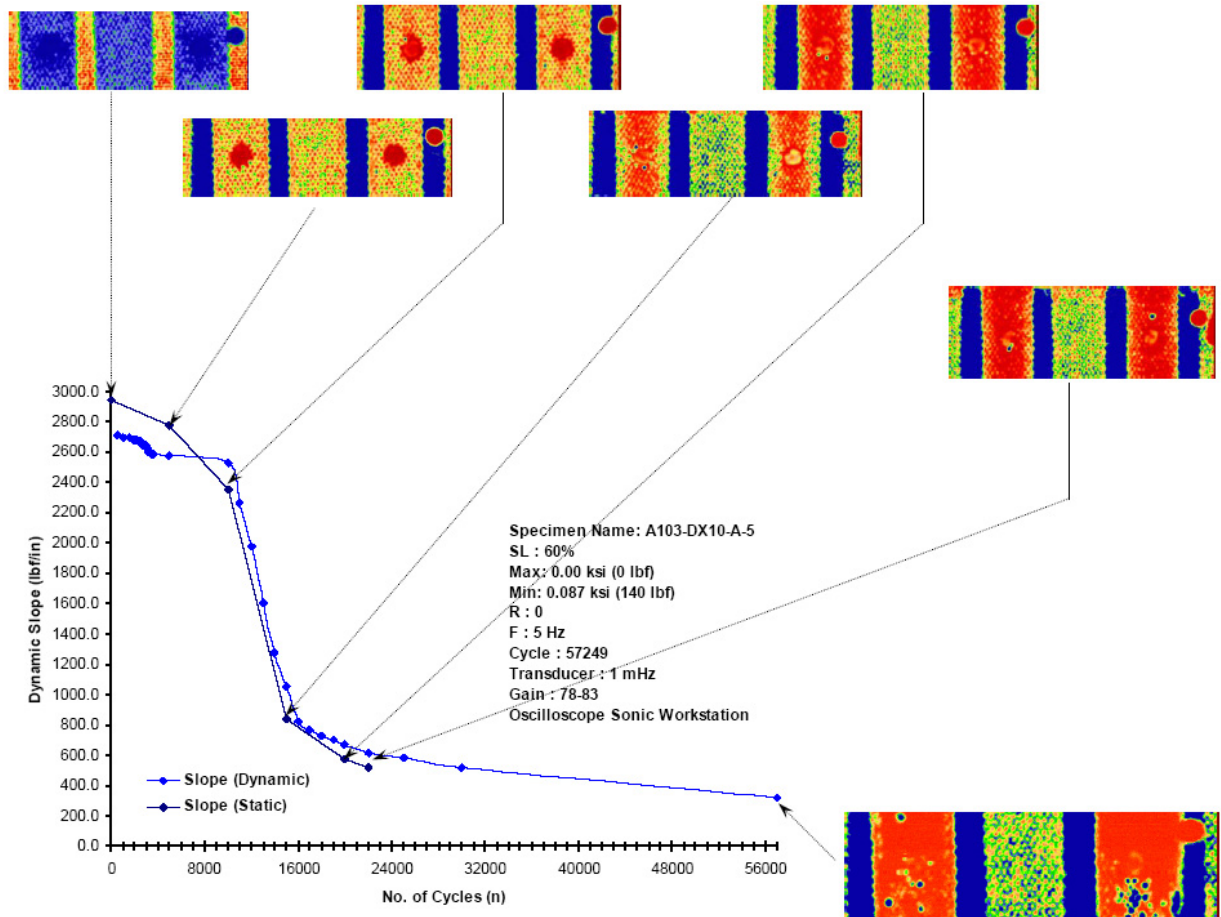 3000.0
2800.0
2600.0
2400.0
2200.0
2000.0
1800.0
1600.0
1400.0
1200.0
1000.0
800.0
600.0
400.0
200.0
0.0
Dynamic Slope (lbf/in)
Specimen Name: A103-DX10-A-5
SL : 60%
Max: 0.00 ksi (0 lbf)
Min: 0.087 ksi (140 lbf)
R : 0
F : 5 Hz
Cycle : 57249
Transducer : 1 mHz
Gain : 78-83
Oscilloscope Sonic Workstation
Slope (Dynamic)
Slope (Static)
0 8000 16000 24000 32000 40000 48000 56000
No. of Cycles (n)